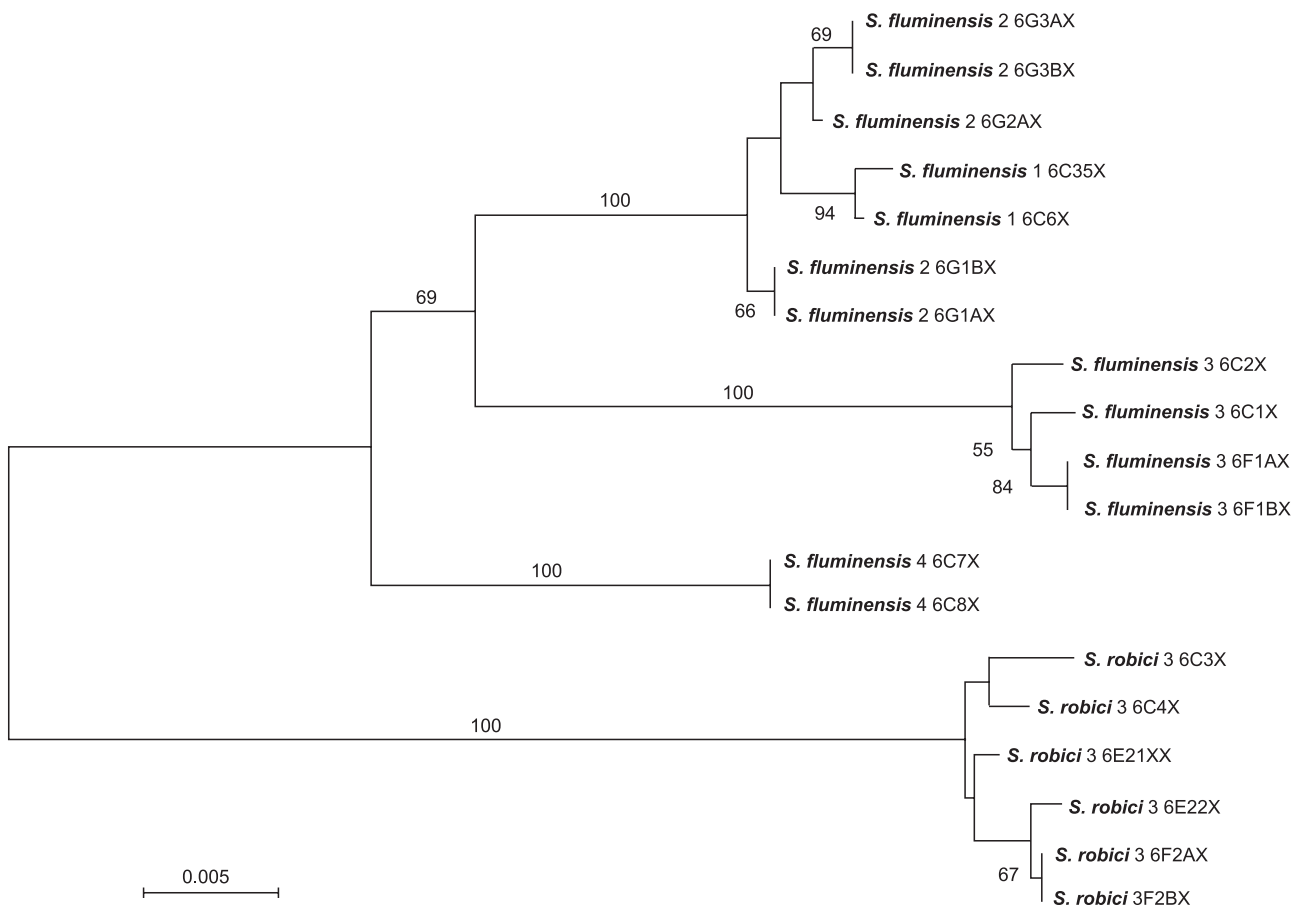 S. fluminensis 2 6G3AX
69
S. fluminensis 2 6G3BX
S. fluminensis 2 6G2AX
S. fluminensis 1 6C35X
100
94
S. fluminensis 1 6C6X
S. fluminensis 2 6G1BX
69
66
S. fluminensis 2 6G1AX
S. fluminensis 3 6C2X
100
S. fluminensis 3 6C1X
55
S. fluminensis 3 6F1AX
84
S. fluminensis 3 6F1BX
S. fluminensis 4 6C7X
100
S. fluminensis 4 6C8X
S. robici 3 6C3X
S. robici 3 6C4X
100
S. robici 3 6E21XX
S. robici 3 6E22X
S. robici 3 6F2AX
67
0.005
S. robici 3F2BX